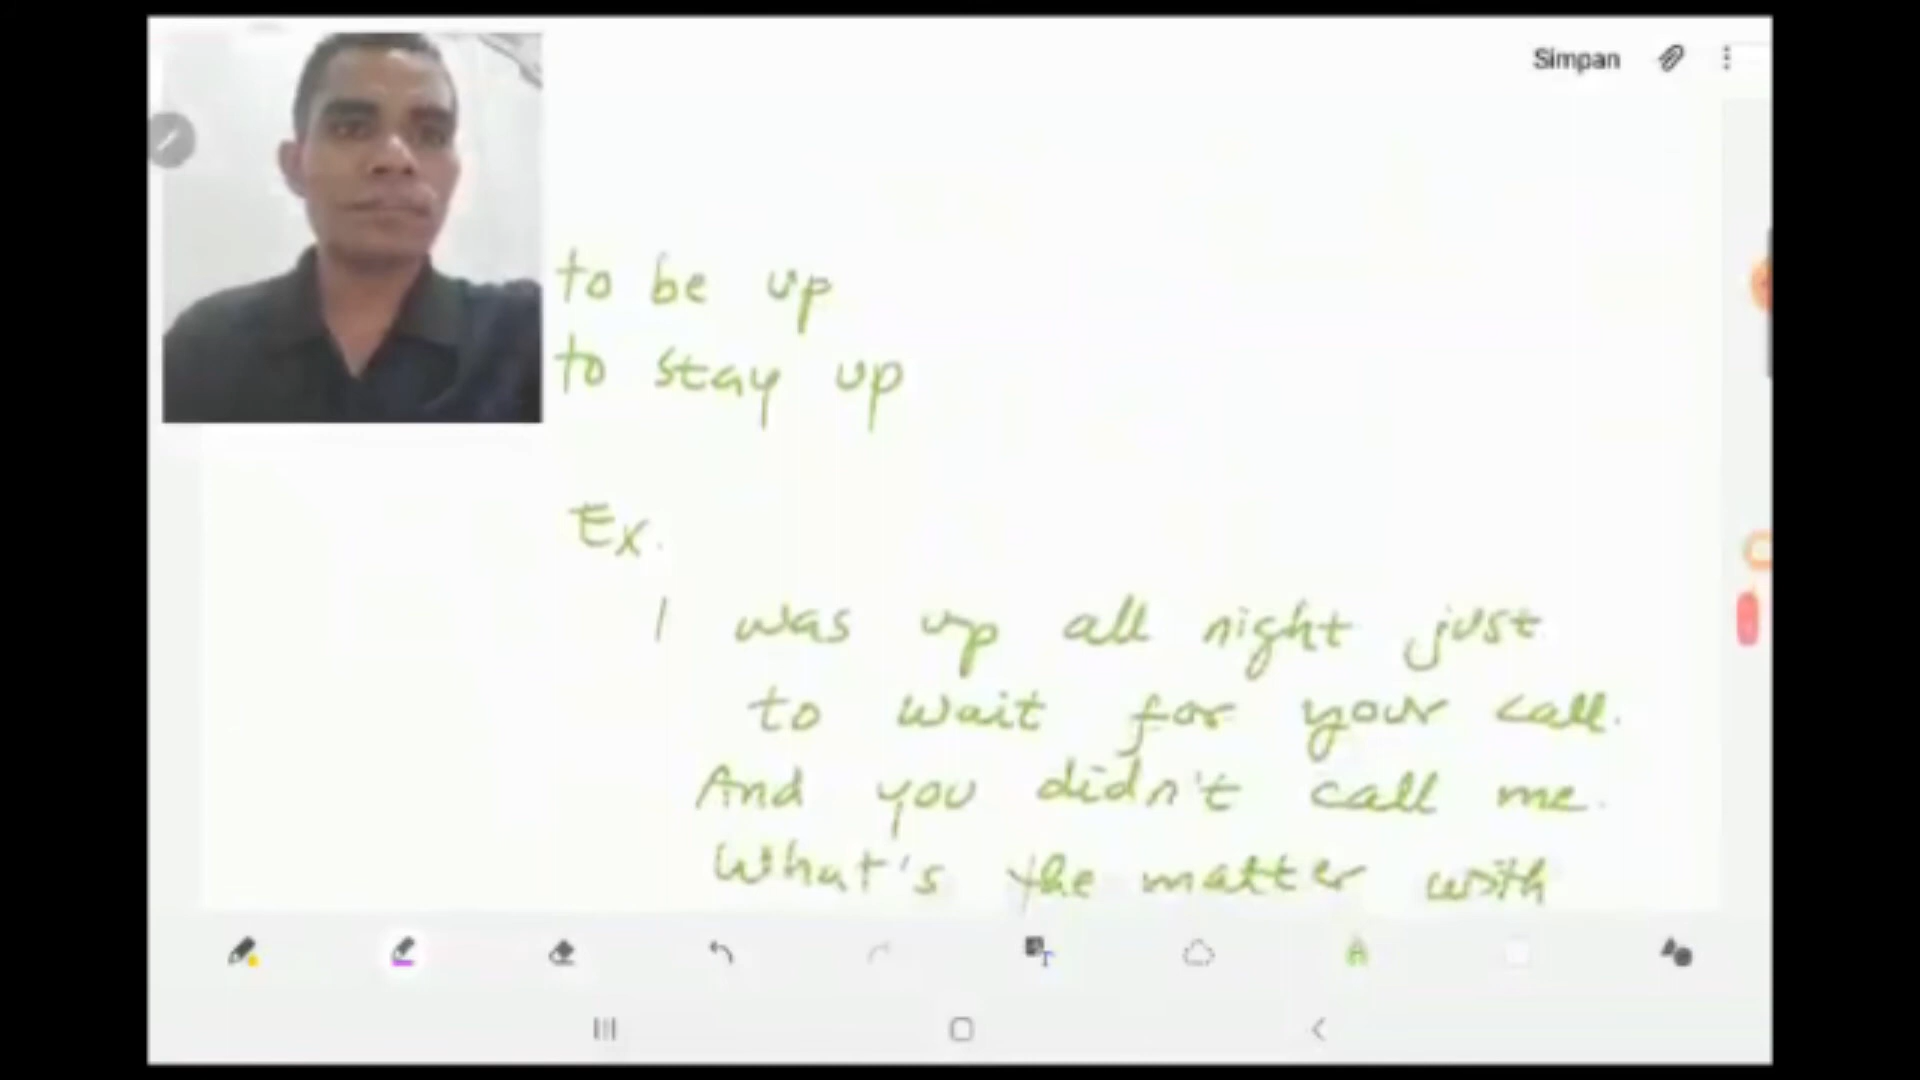 Simpan
to be up
to stay up
Ex.
I was up all night just
to wait for your call.
And you didn't call me.
What's the matter with